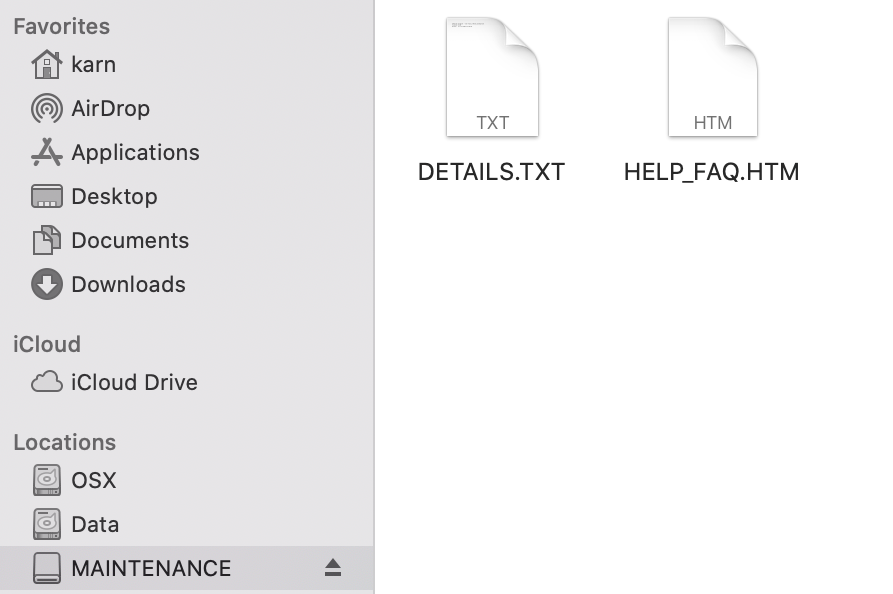 Favorites
karn
AirDrop
Applications
Desktop
Documents
Downloads
iCloud
iCloud Drive
Locations
OSX
Data
MAINTENANCE
TXT
DETAILS.TXT
HTM
HELP_FAQ.HTM